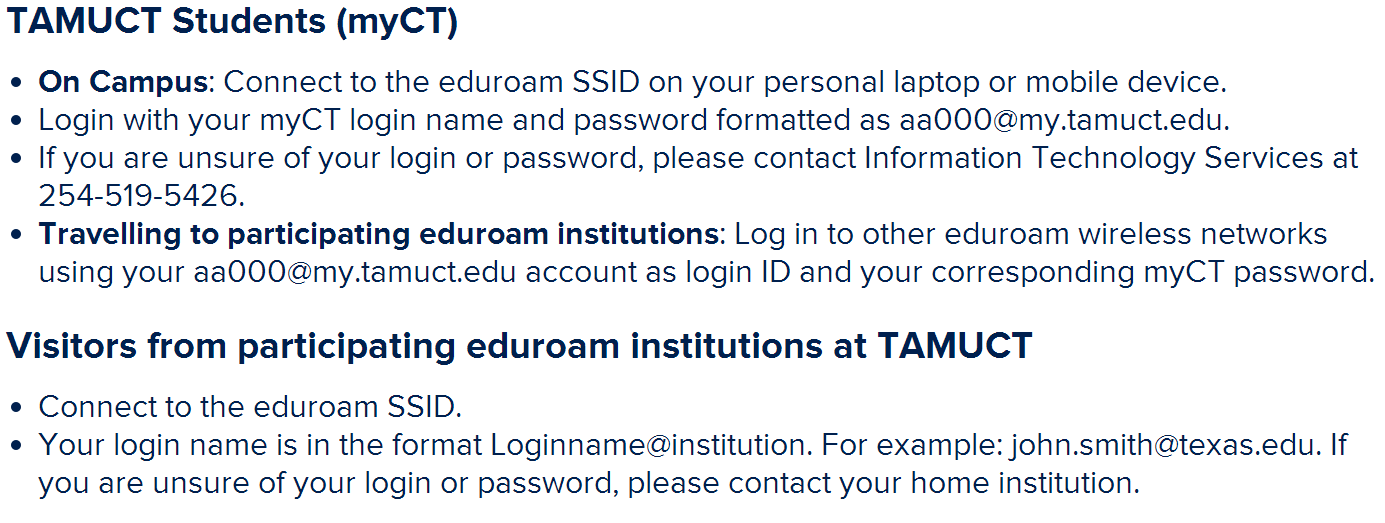 TAMUCT Students (myCT)
• On Campus: Connect to the eduroam SSID on your personal laptop or mobile device.
• Login with your myCT login name and password formatted as aa000@my.tamuct.edu.
• If you are unsure of your login or password, please contact Information Technology Services at
254-519-5426.
• Travelling to participating eduroam institutions: Log in to other eduroam wireless networks
using your aa000@my.tamuct.edu account as login ID and your corresponding myCT password.
Visitors from participating eduroam institutions at TAMUCT
• Connect to the eduroam SSID.
• Your login name is in the format Loginname@institution. For example: john.smith@texas.edu. If
you are unsure of your login or password, please contact your home institution.